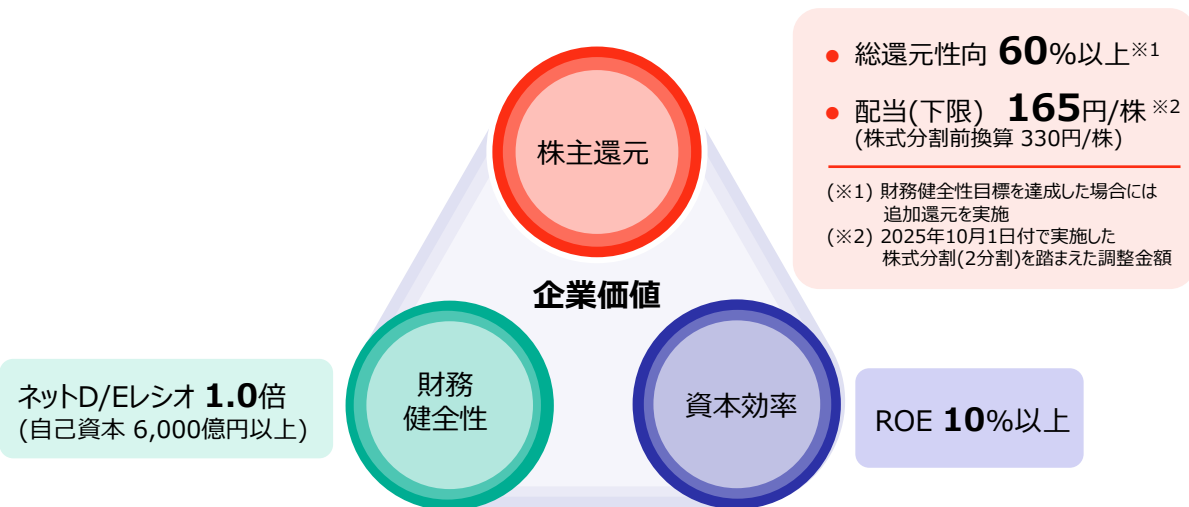 株主還元
● 総還元性向 60%以上※1
● 配当(下限) 165円/株 ※2
(株式分割前換算 330円/株)
(※1) 財務健全性目標を達成した場合には
追加還元を実施
(※2) 2025年10月1日付で実施した
株式分割(2分割)を踏まえた調整金額
企業価値
ネットD/Eレシオ 1.0倍
(自己資本 6,000億円以上)
財務
健全性
資本効率
ROE 10%以上